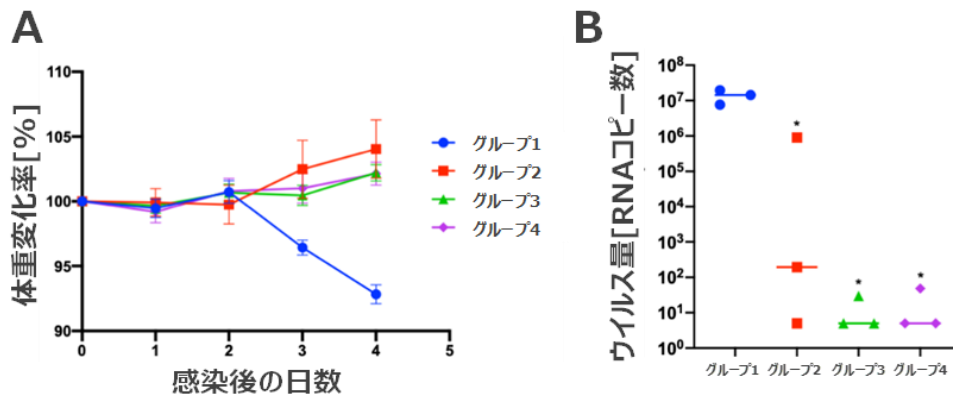 A
体重変化率[%]
110
105
100
95
90
0
1
2
3
4
5
感染後の日数
グループ1
グループ2
グループ3
グループ4
B
ウイルス量[RNAコピー数]
10⁸
10⁷
10⁶
10⁵
10⁴
10³
10²
10¹
10⁰
*
*
*
グループ1
グループ2
グループ3
グループ4